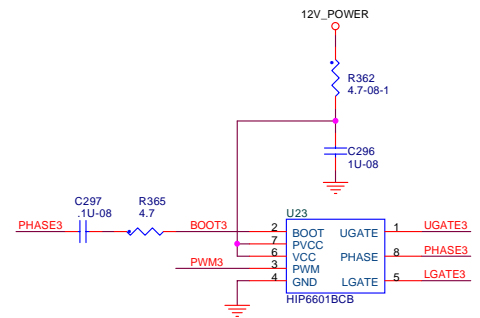 12V_POWER
R362
4.7-08-1
C296
1U-08
C297
.1U-08
R365
4.7
U23
PHASE3
BOOT3
2
BOOT
UGATE
1
UGATE3
7
PVCC
6
VCC
PHASE
8
PHASE3
PWM3
3
PWM
4
GND
LGATE
5
LGATE3
HIP6601BCB